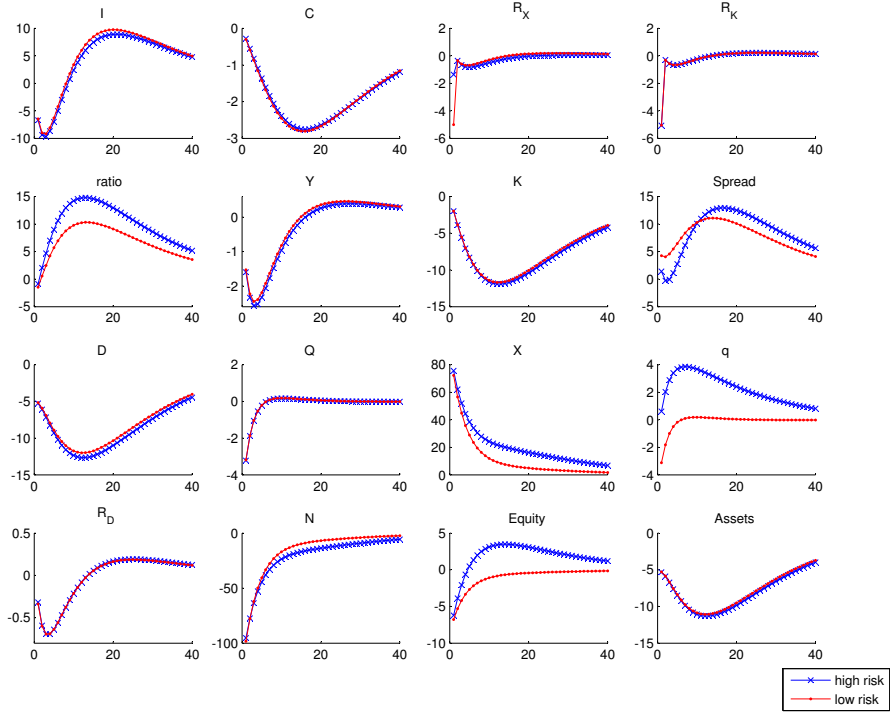 I C R_X R_K
15 0 2 2
10 0 0
5 -1
0 -2 -2
-5 -2 -4 -4
-10 -3 -6 -6
0 20 40 0 20 40 0 20 40 0 20 40
ratio Y K Spread
15 0 15
10 0 -5 10
5 -1 5
0 -10 0
-5 -2 -15 -5
0 20 40 0 20 40 0 20 40 0 20 40
D Q X q
0 2 80 4
-5 0 60 2
40
-10 -2 20 0
-15 -4 0 -2
-4
0 20 40 0 20 40 0 20 40 0 20 40
R_D N Equity Assets
0.5 0 5 0
0 0 -5
-50
-0.5 -5 -10
-100 -10 -15
0 20 40 0 20 40 0 20 40 0 20 40
high risk
low risk